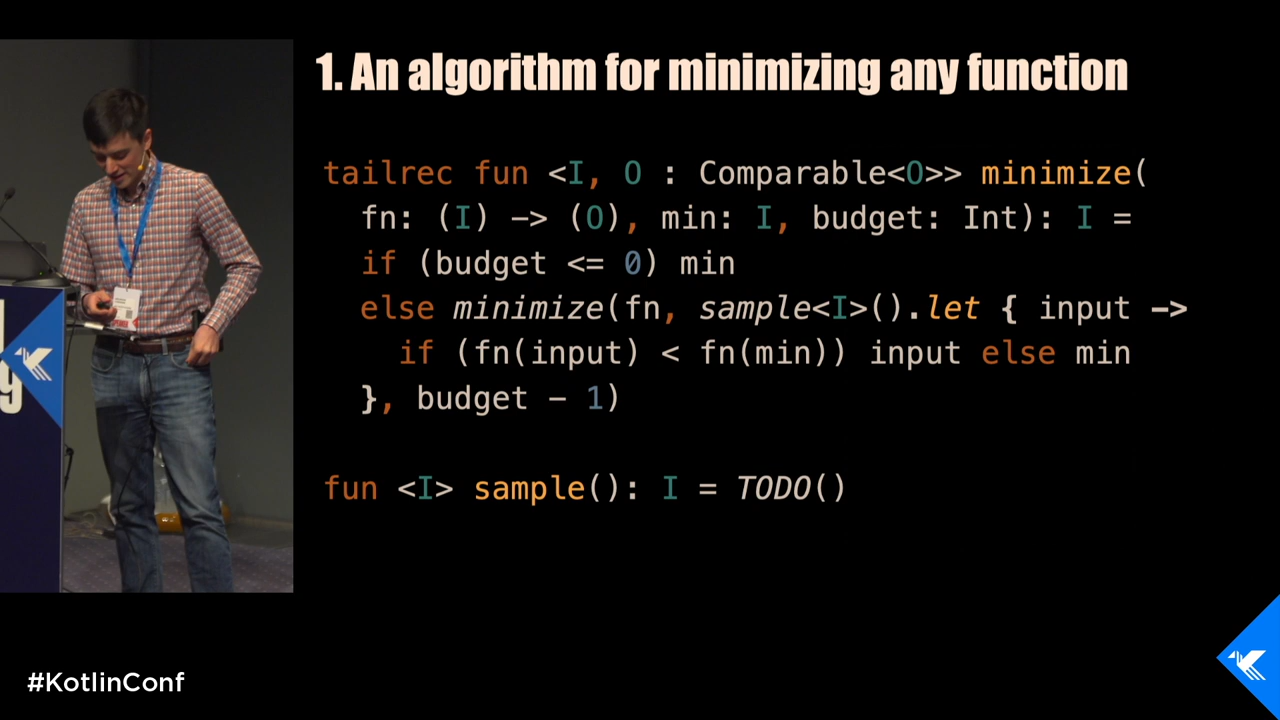 1. An algorithm for minimizing any function
tailrec fun <I, O : Comparable<O>> minimize(
fn: (I) -> (O), min: I, budget: Int): I =
if (budget <= 0) min
else minimize(fn, sample<I>().let { input ->
if (fn(input) < fn(min)) input else min
}, budget - 1)
fun <I> sample(): I = TODO()
#KotlinConf